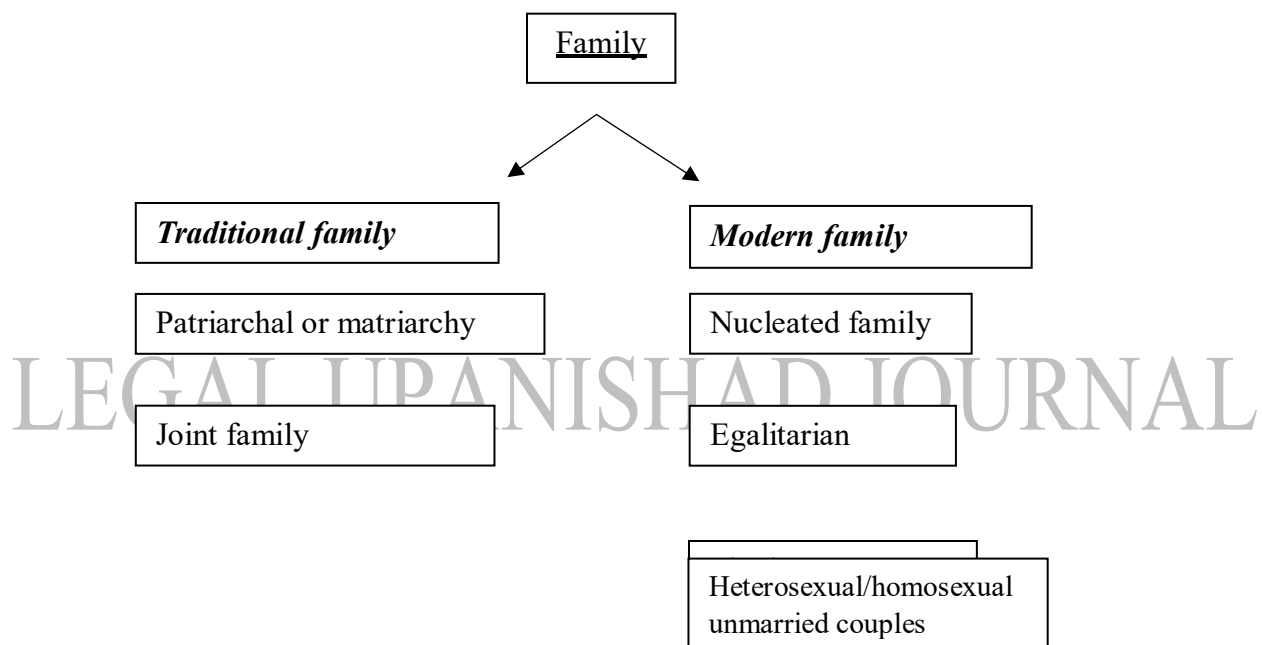 Family
Traditional family
Modern family
Patriarchal or matriarchy
Nucleated family
LEGAL UPANISHAD JOURNAL
Joint family
Egalitarian
Heterosexual/homosexual
unmarried couples